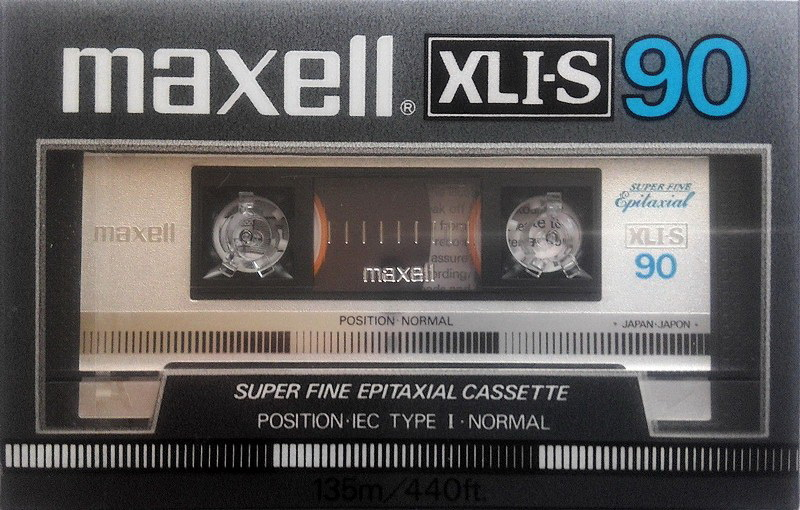 maxell® XLI-S 90
SUPER FINE
Epitaxial
maxell
XLI-S
90
maxell
POSITION·NORMAL
• JAPAN·JAPON •
SUPER FINE EPITAXIAL CASSETTE
POSITION·IEC TYPE I·NORMAL
135m/440ft.